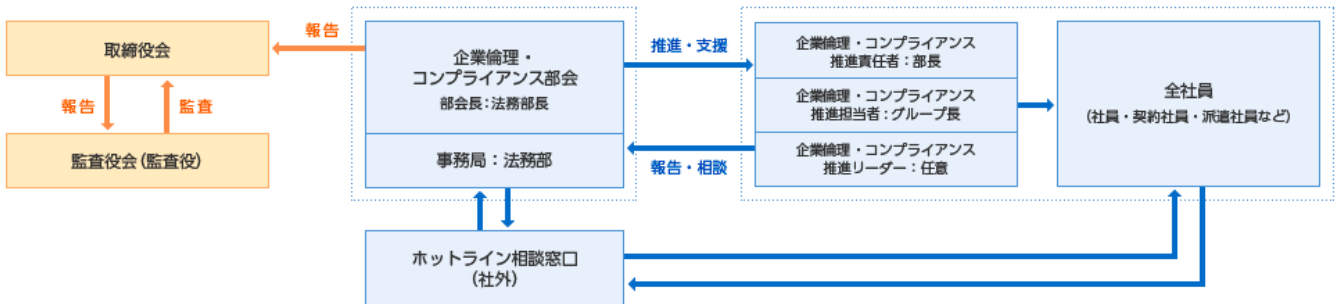 取締役会
報告
監査
監査役会（監査役）
報告
企業倫理・
コンプライアンス部会
部会長：法務部長
事務局：法務部
推進・支援
報告・相談
企業倫理・コンプライアンス
推進責任者：部長
企業倫理・コンプライアンス
推進担当者：グループ長
企業倫理・コンプライアンス
推進リーダー：任意
全社員
（社員・契約社員・派遣社員など）
ホットライン相談窓口
（社外）